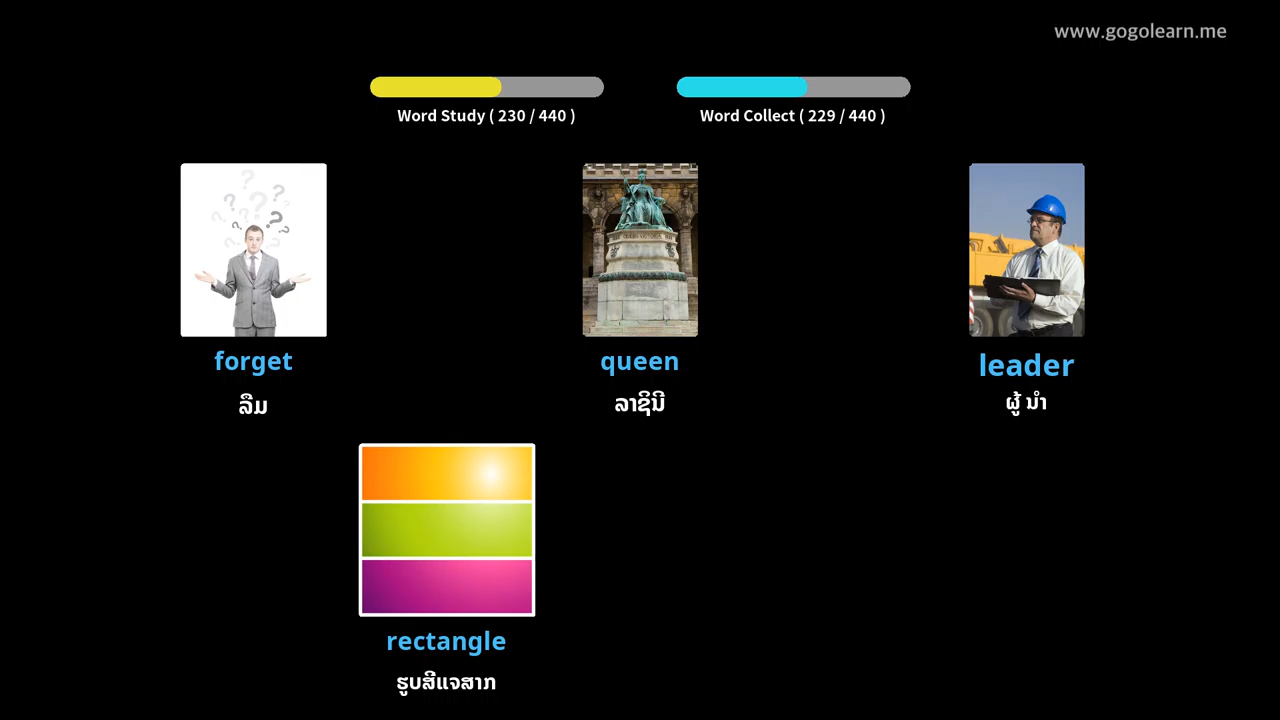 www.gogolearn.me
Word Study ( 230 / 440 )
Word Collect ( 229 / 440 )
forget
ລືມ
queen
ລາຊິນີ
leader
ຜູ້ ນຳ
rectangle
ຮູບສີ່ແຈສາກ